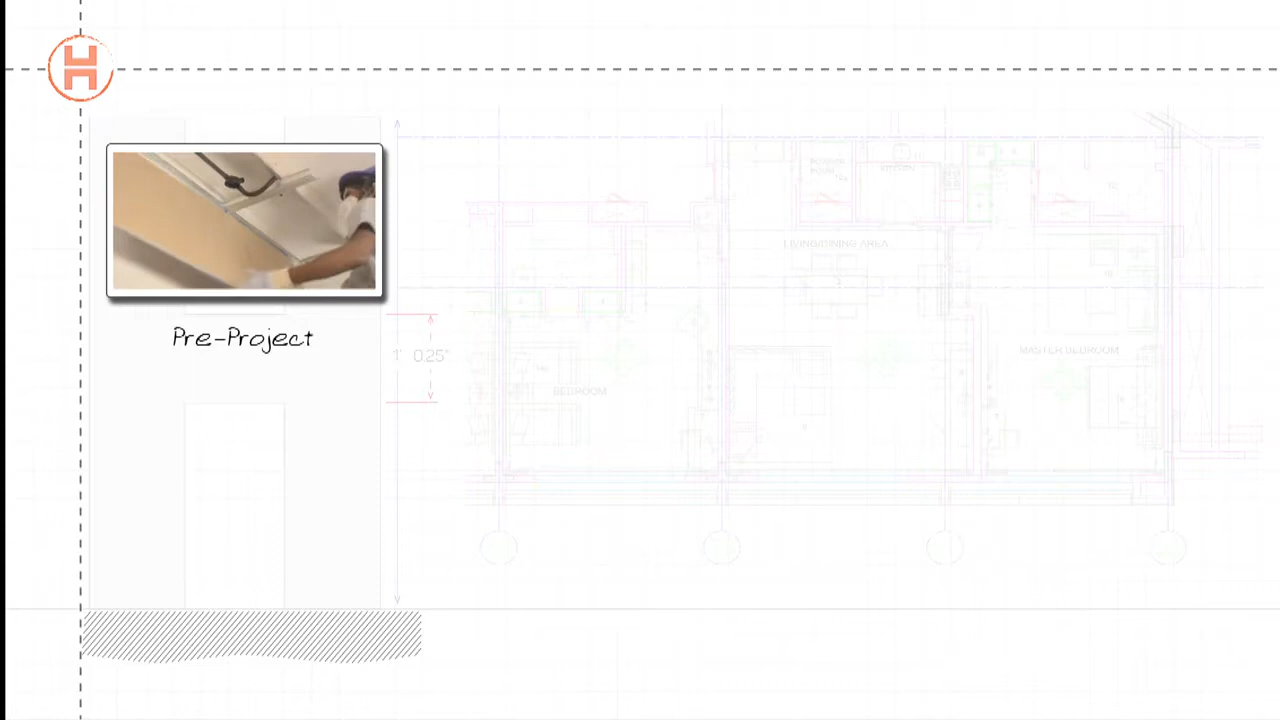 H
Pre-Project
1' 0.25"
LIVING/DINING AREA
KITCHEN
MASTER BEDROOM
BEDROOM